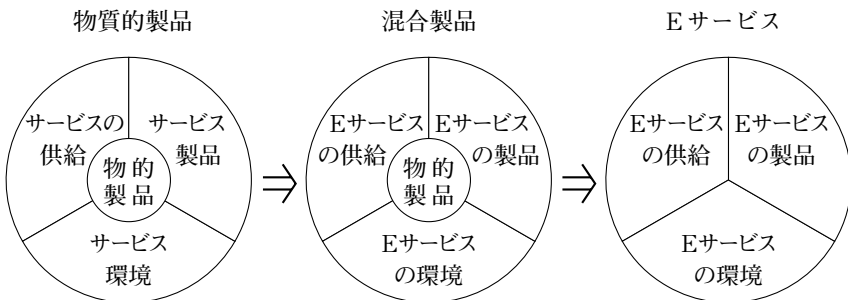 物質的製品
サービスの
供給
サービス
製品
物的
製品
サービス
環境
⇒
混合製品
Eサービス
の供給
Eサービス
の製品
物的
製品
Eサービス
の環境
⇒
Eサービス
Eサービス
の供給
Eサービス
の製品
Eサービス
の環境